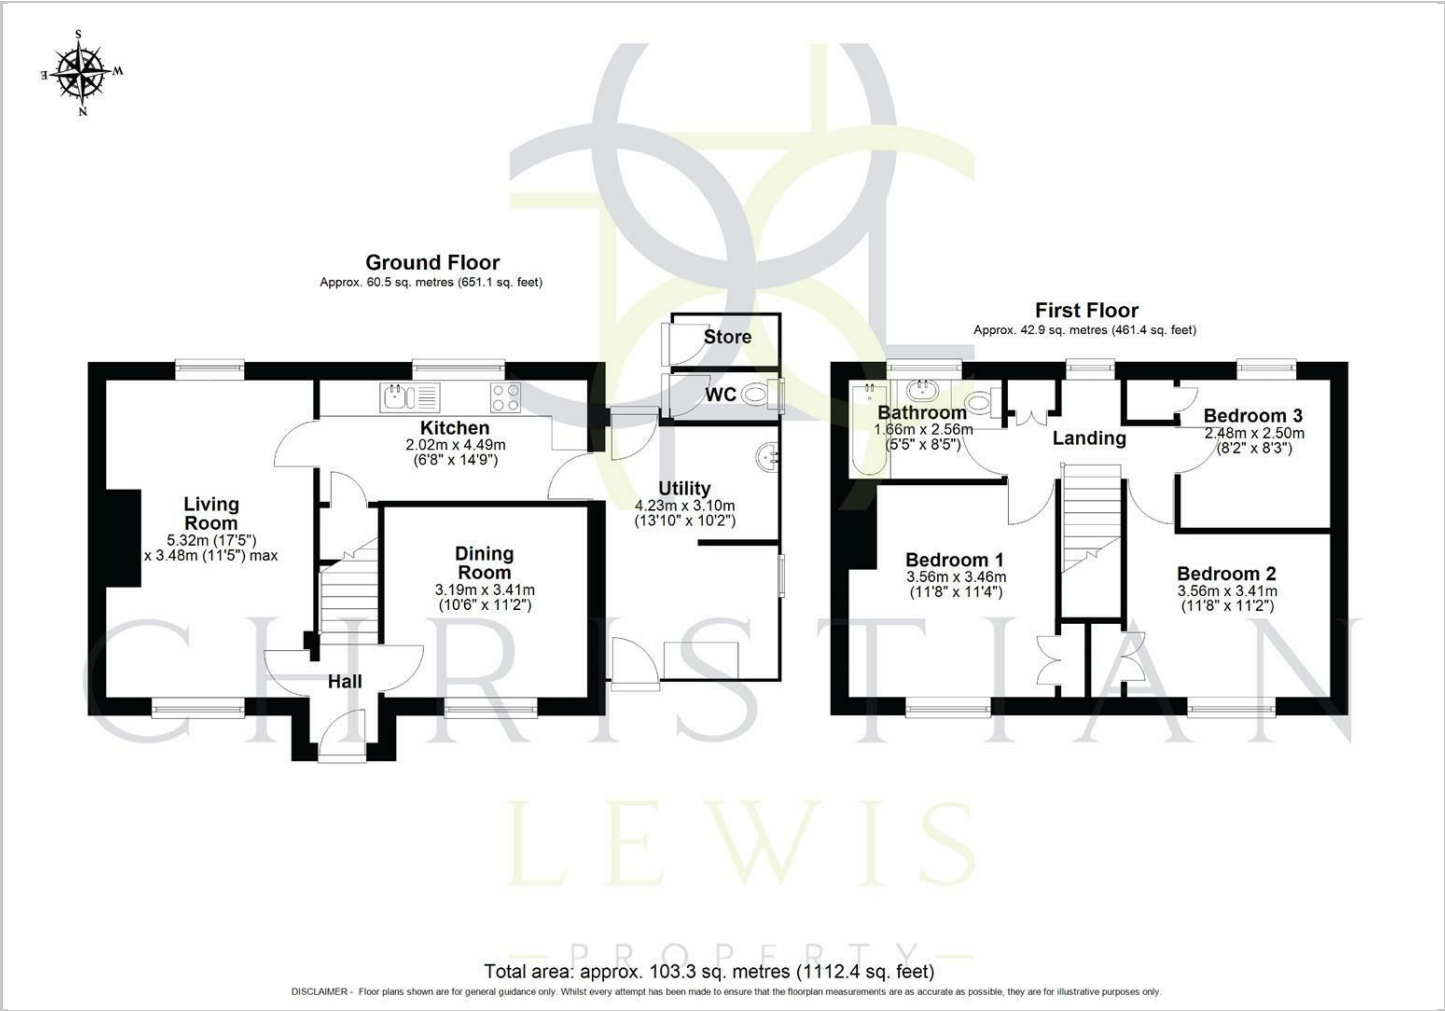 S
E W
N
Ground Floor
Approx. 60.5 sq. metres (651.1 sq. feet)
First Floor
Approx. 42.9 sq. metres (461.4 sq. feet)
Store
WC
Kitchen
2.02m x 4.49m
(6'8" x 14'9")
Living
Room
5.32m (17'5")
x 3.48m (11'5") max
Utility
4.23m x 3.10m
(13'10" x 10'2")
Dining
Room
3.19m x 3.41m
(10'6" x 11'2")
Hall
Bathroom
1.66m x 2.56m
(5'5" x 8'5")
Landing
Bedroom 3
2.48m x 2.50m
(8'2" x 8'3")
Bedroom 1
3.56m x 3.46m
(11'8" x 11'4")
Bedroom 2
3.56m x 3.41m
(11'8" x 11'2")
CHRISTIAN
LEWIS
PROPERTY
Total area: approx. 103.3 sq. metres (1112.4 sq. feet)
DISCLAIMER - Floor plans shown are for general guidance only. Whilst every attempt has been made to ensure that the floorplan measurements are as accurate as possible, they are for illustrative purposes only.